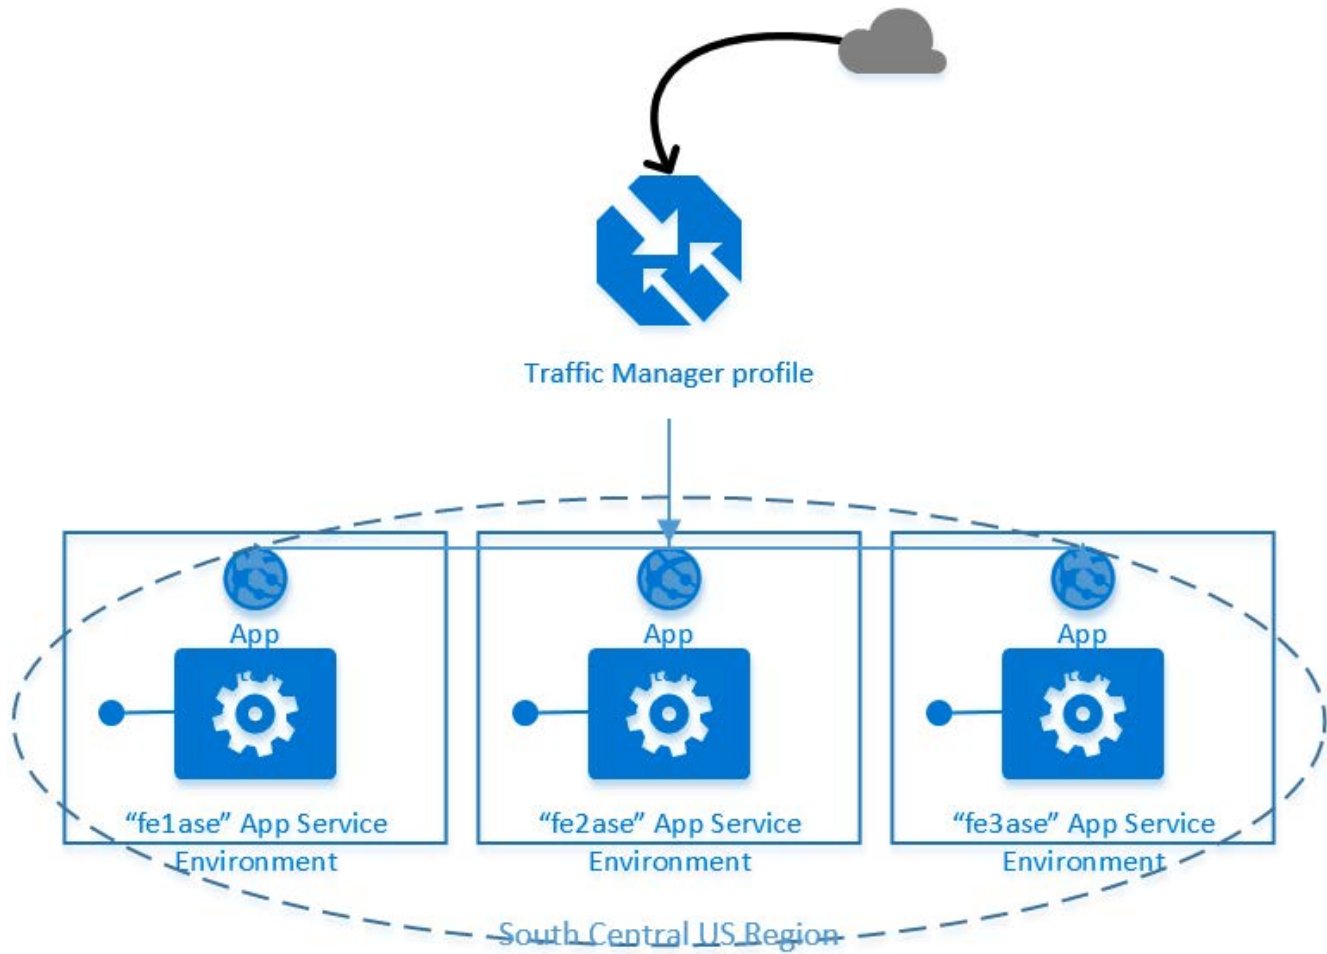 Traffic Manager profile
App
App
App
“fe1ase” App Service
Environment
“fe2ase” App Service
Environment
“fe3ase” App Service
Environment
South Central US Region